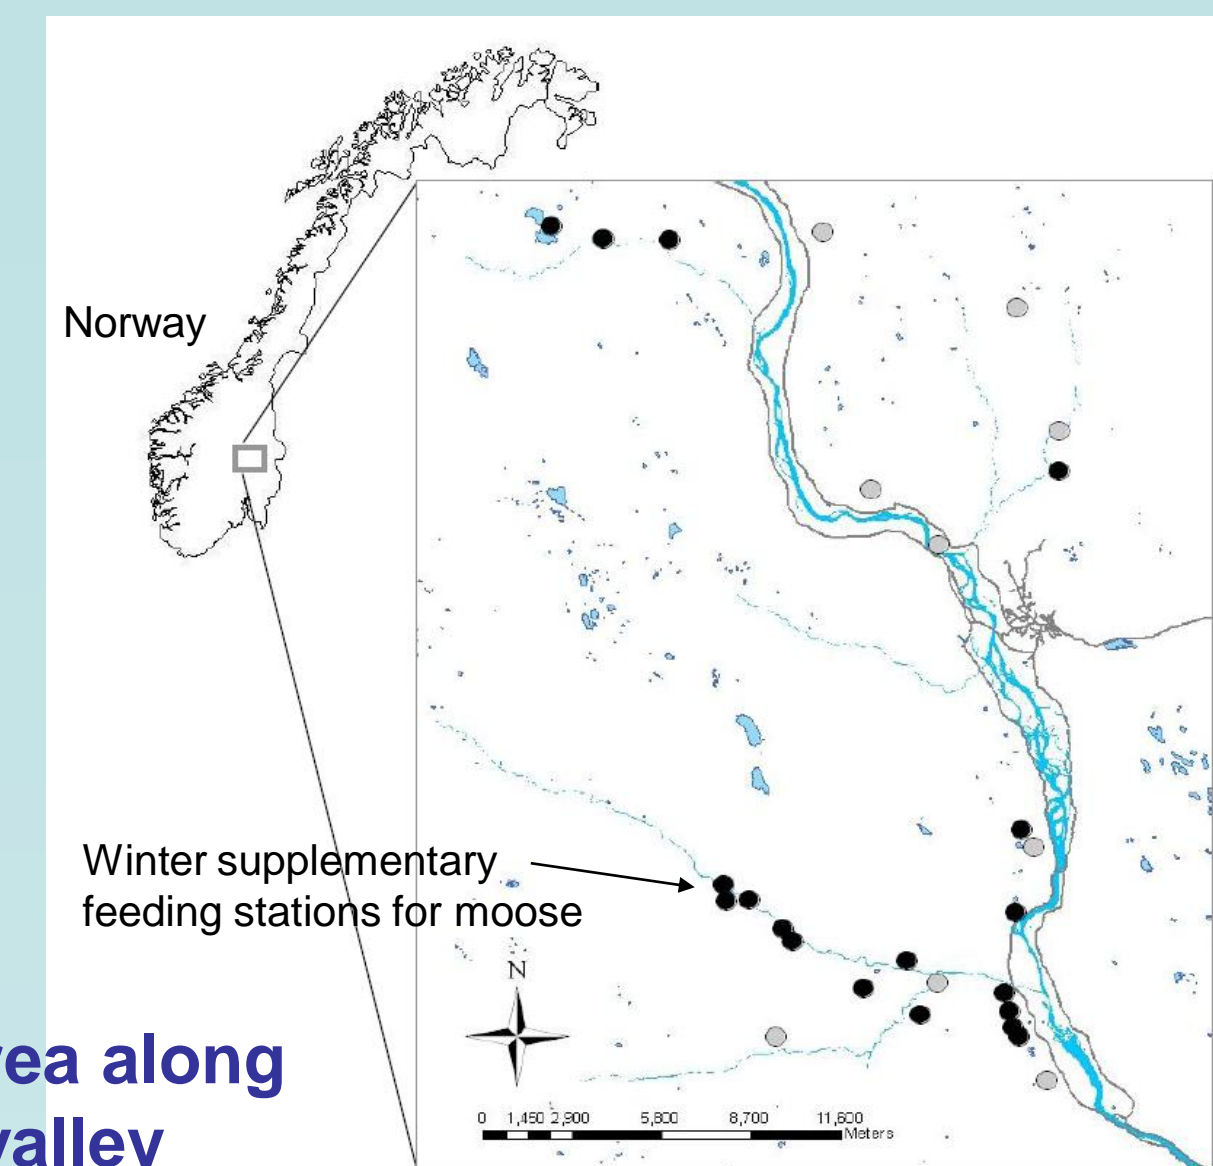 Norway
Winter supplementary
feeding stations for moose
N
0 1,450 2,900 5,800 8,700 11,600
Meters
along
valley